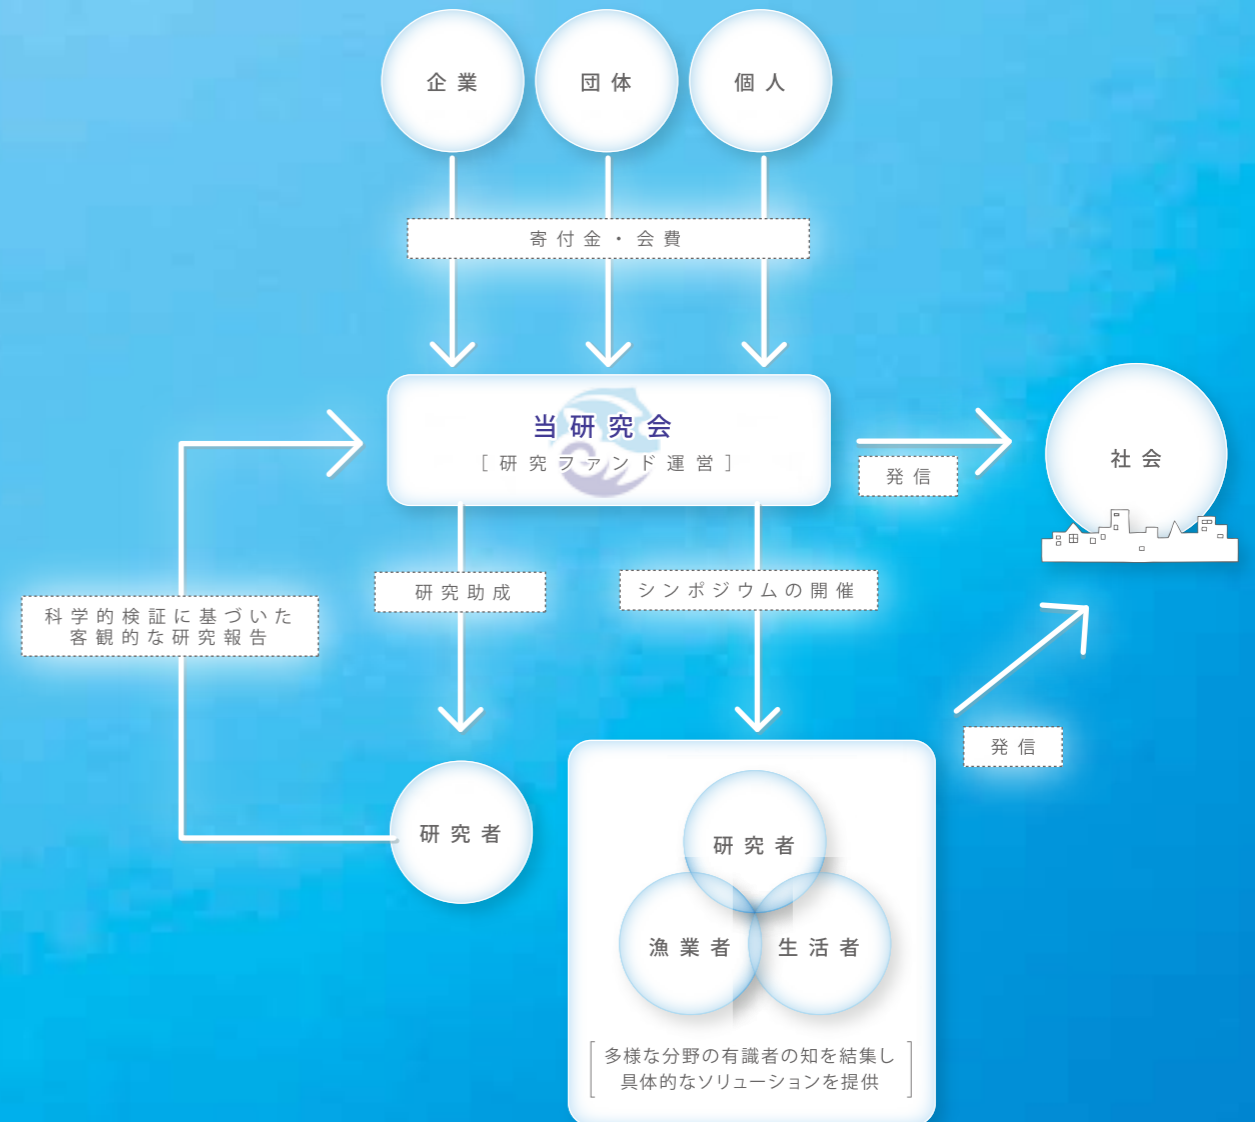 企業
団体
個人
寄付金・会費
当研究会
[研究ファンド運営]
発信
社会
研究助成
シンポジウムの開催
科学的検証に基づいた
客観的な研究報告
発信
研究者
研究者
漁業者
生活者
多様な分野の有識者の知を結集し
具体的なソリューションを提供